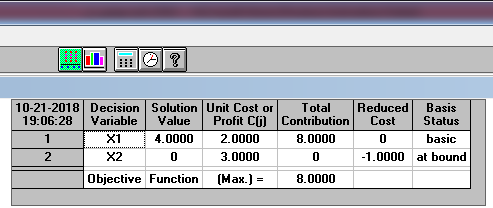 10-21-2018 Decision Solution Unit Cost or Total Reduced Basis
19:06:28 Variable Value Profit C(j) Contribution Cost Status
1 X1 4.0000 2.0000 8.0000 0 basic
2 X2 0 3.0000 0 -1.0000 at bound
Objective Function (Max.) = 8.0000